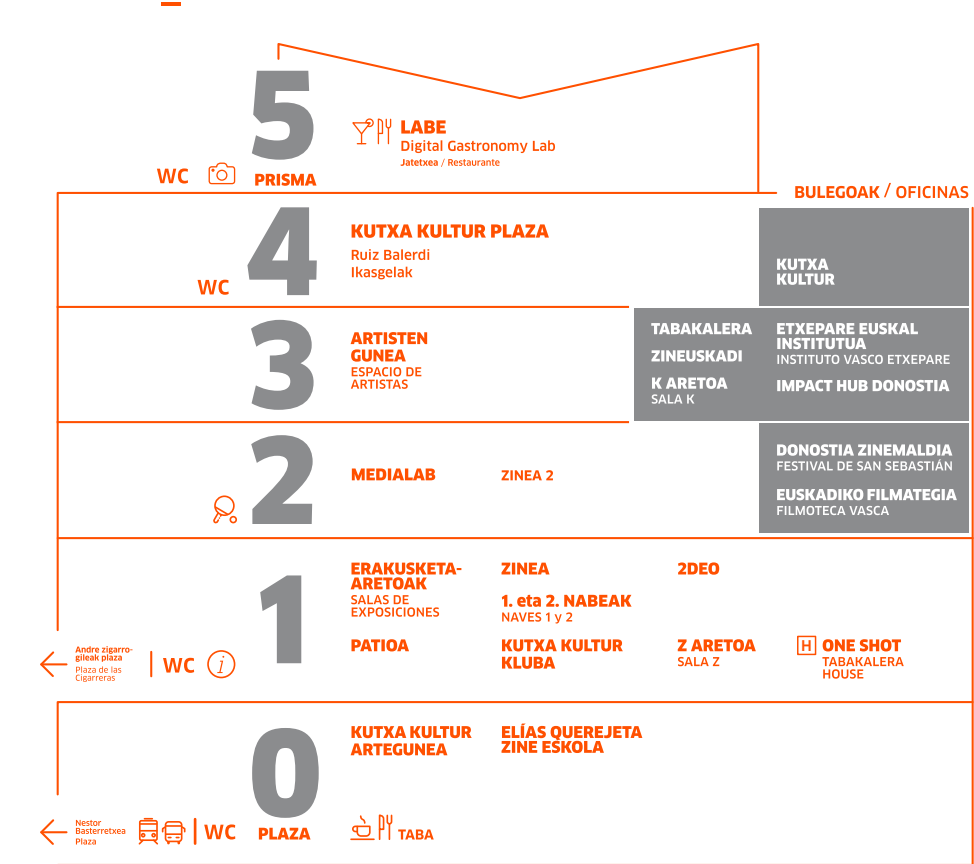 5
PRISMA
WC
LABE
Digital Gastronomy Lab
Jatetxea / Restaurante
BULEGOAK / OFICINAS
4
WC
KUTXA KULTUR PLAZA
Ruiz Balerdi
Ikasgelak
KUTXA
KULTUR
3
ARTISTEN
GUNEA
ESPACIO DE
ARTISTAS
TABAKALERA
ZINEUSKADI
K ARETOA
SALA K
ETXEPARE EUSKAL
INSTITUTUA
INSTITUTO VASCO ETXEPARE
IMPACT HUB DONOSTIA
2
MEDIALAB
ZINEA 2
DONOSTIA ZINEMALDIA
FESTIVAL DE SAN SEBASTIÁN
EUSKADIKO FILMATEGIA
FILMOTECA VASCA
1
ERAKUSKETA-
ARETOAK
SALAS DE
EXPOSICIONES
PATIOA
ZINEA
1. eta 2. NABEAK
NAVES 1 y 2
KUTXA KULTUR
KLUBA
2DEO
Z ARETOA
SALA Z
H ONE SHOT
TABAKALERA
HOUSE
Andre zigarro-
gileak plaza
Plaza de las
Cigarreras
WC i
0
PLAZA
KUTXA KULTUR
ARTEGUNEA
ELÍAS QUEREJETA
ZINE ESKOLA
Nestor
Basterretxea
Plaza
WC
TABA